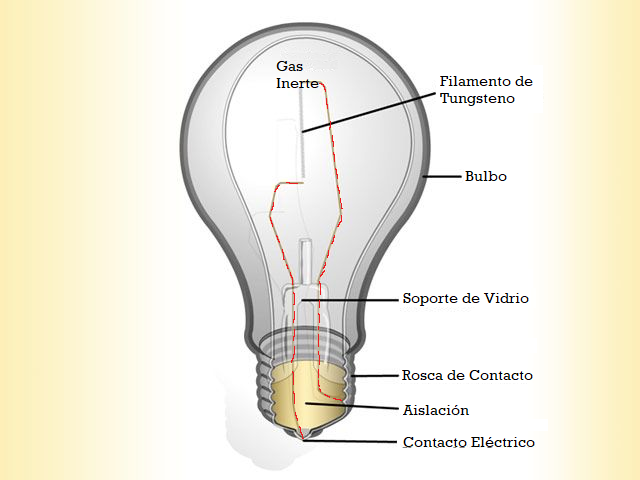 Gas
Inerte
Filamento de
Tungsteno
Bulbo
Soporte de Vidrio
Rosca de Contacto
Aislación
Contacto Eléctrico